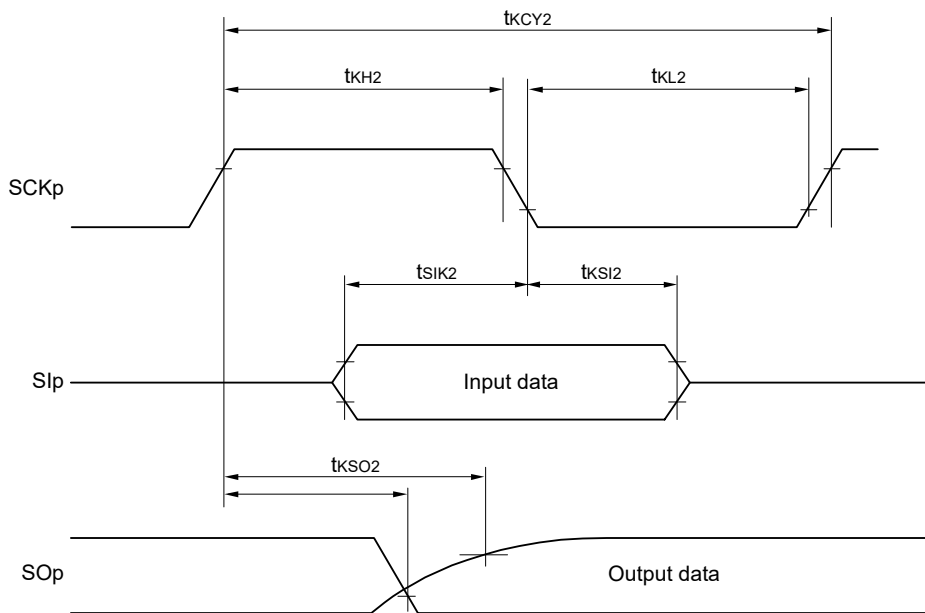 tKCY2
tKH2
tKL2
SCKp
tSIK2
tKSI2
SIp
Input data
tKSO2
SOp
Output data